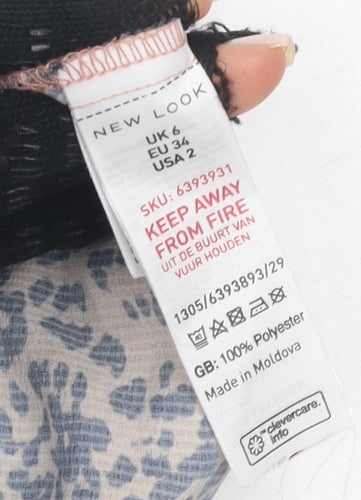 NEW LOOK
UK 6
EU 34
USA 2
SKU: 6393931
KEEP AWAY
FROM FIRE
UIT DE BUURT VAN
VUUR HOUDEN
1305/6393893/29
GB: 100% Polyester
Made in Moldova
clevercare.
info